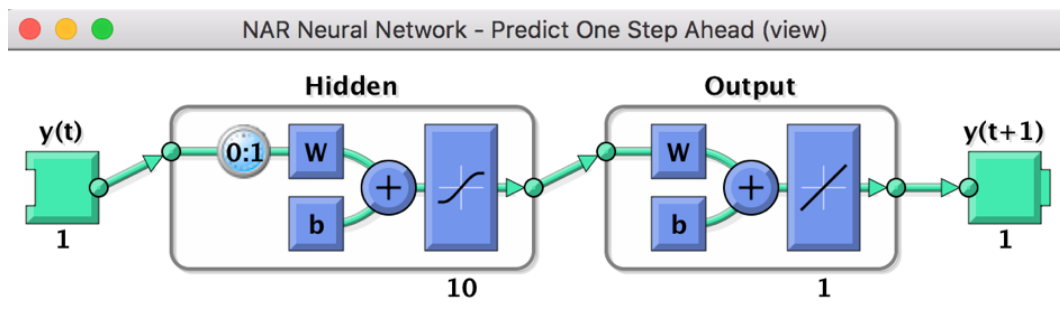 NAR Neural Network - Predict One Step Ahead (view)
Hidden
Output
y(t)
y(t+1)
0:1
W
b
W
b
1
10
1
1